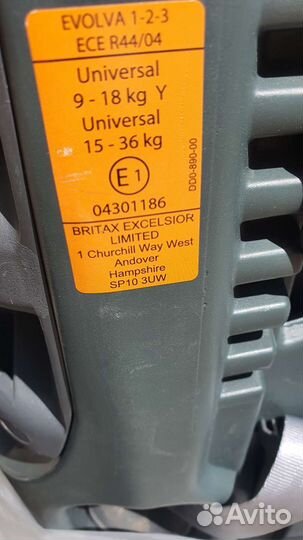 EVOLVA 1-2-3
ECE R44/04
Universal
9 - 18 kg Y
Universal
15 - 36 kg
E 1
04301186
BRITAX EXCELSIOR
LIMITED
1 Churchill Way West
Andover
Hampshire
SP10 3UW
DD0-890-00
Avito